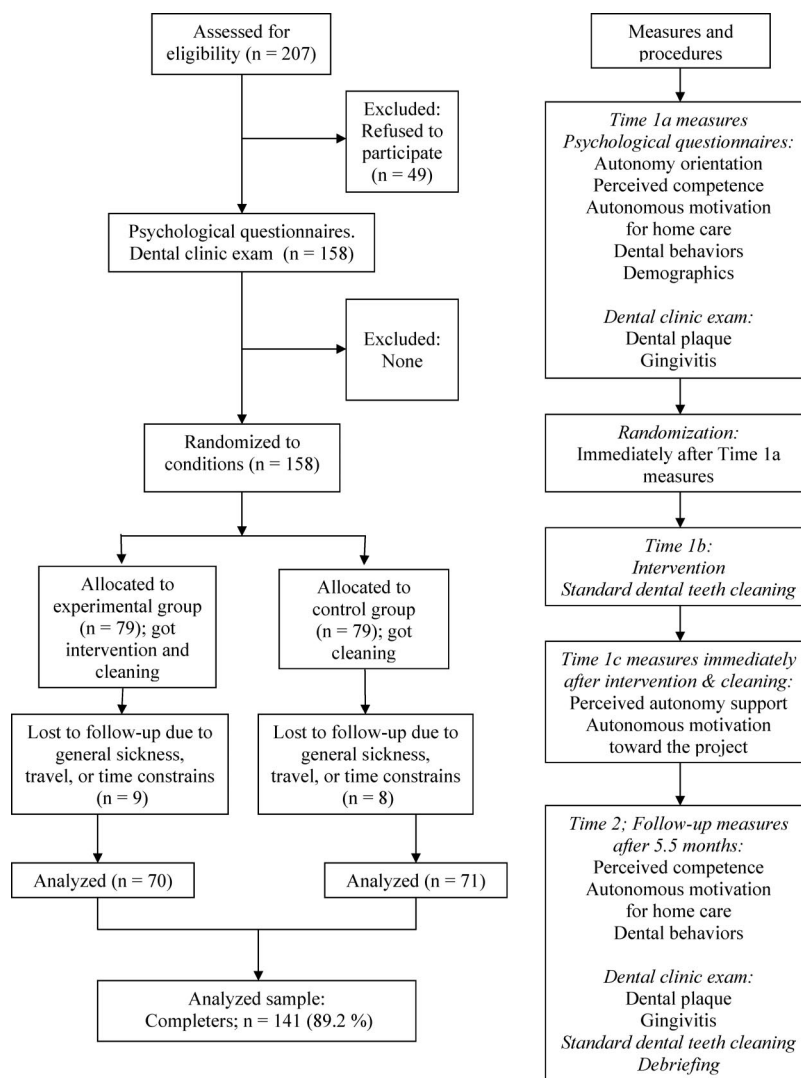 Assessed for
eligibility (n = 207)
Excluded:
Refused to
participate
(n = 49)
Psychological questionnaires.
Dental clinic exam (n = 158)
Excluded:
None
Randomized to
conditions (n = 158)
Allocated to
experimental group
(n = 79); got
intervention and
cleaning
Allocated to
control group
(n = 79); got
cleaning
Lost to follow-up due to
general sickness,
travel, or time constrains
(n = 9)
Lost to follow-up due to
general sickness,
travel, or time constrains
(n = 8)
Analyzed (n = 70)
Analyzed (n = 71)
Analyzed sample:
Completers; n = 141 (89.2 %)
Measures and
procedures
Time 1a measures
Psychological questionnaires:
Autonomy orientation
Perceived competence
Autonomous motivation
for home care
Dental behaviors
Demographics
Dental clinic exam:
Dental plaque
Gingivitis
Randomization:
Immediately after Time 1a
measures
Time 1b:
Intervention
Standard dental teeth cleaning
Time 1c measures immediately
after intervention & cleaning:
Perceived autonomy support
Autonomous motivation
toward the project
Time 2; Follow-up measures
after 5.5 months:
Perceived competence
Autonomous motivation
for home care
Dental behaviors
Dental clinic exam:
Dental plaque
Gingivitis
Standard dental teeth cleaning
Debriefing